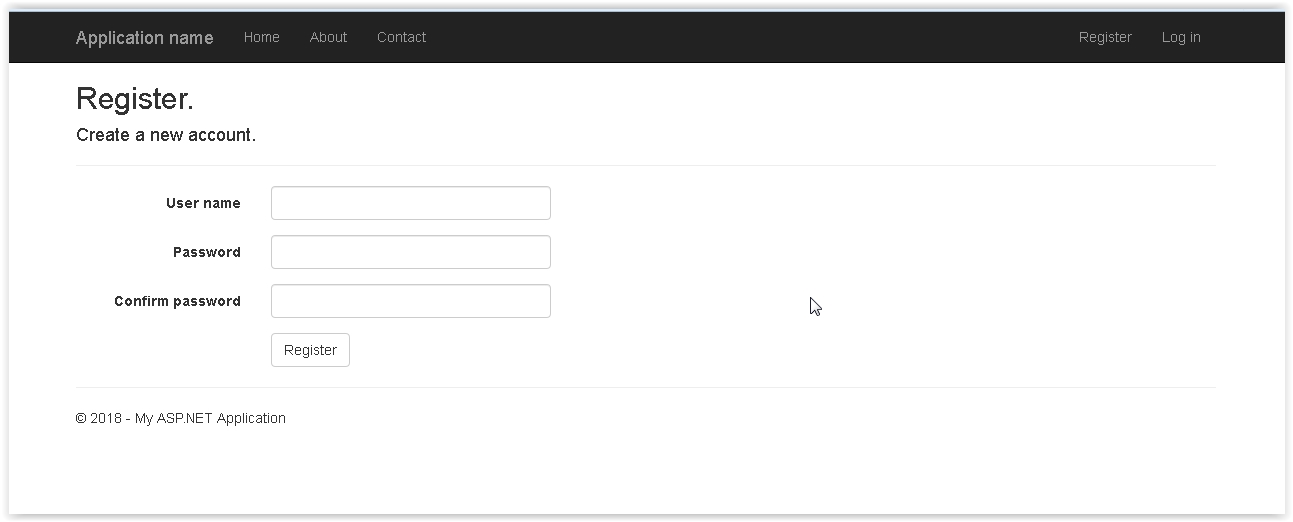 Application name Home About Contact Register Log in
Register.
Create a new account.
User name
Password
Confirm password
Register
© 2018 - My ASP.NET Application